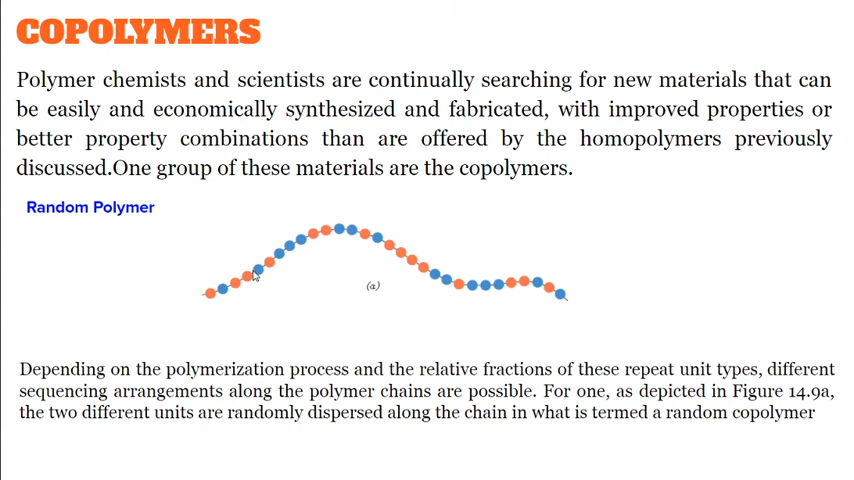 COPOLYMERS
Polymer chemists and scientists are continually searching for new materials that can
be easily and economically synthesized and fabricated, with improved properties or
better property combinations than are offered by the homopolymers previously
discussed.One group of these materials are the copolymers.
Random Polymer
(a)
Depending on the polymerization process and the relative fractions of these repeat unit types, different
sequencing arrangements along the polymer chains are possible. For one, as depicted in Figure 14.9a,
the two different units are randomly dispersed along the chain in what is termed a random copolymer